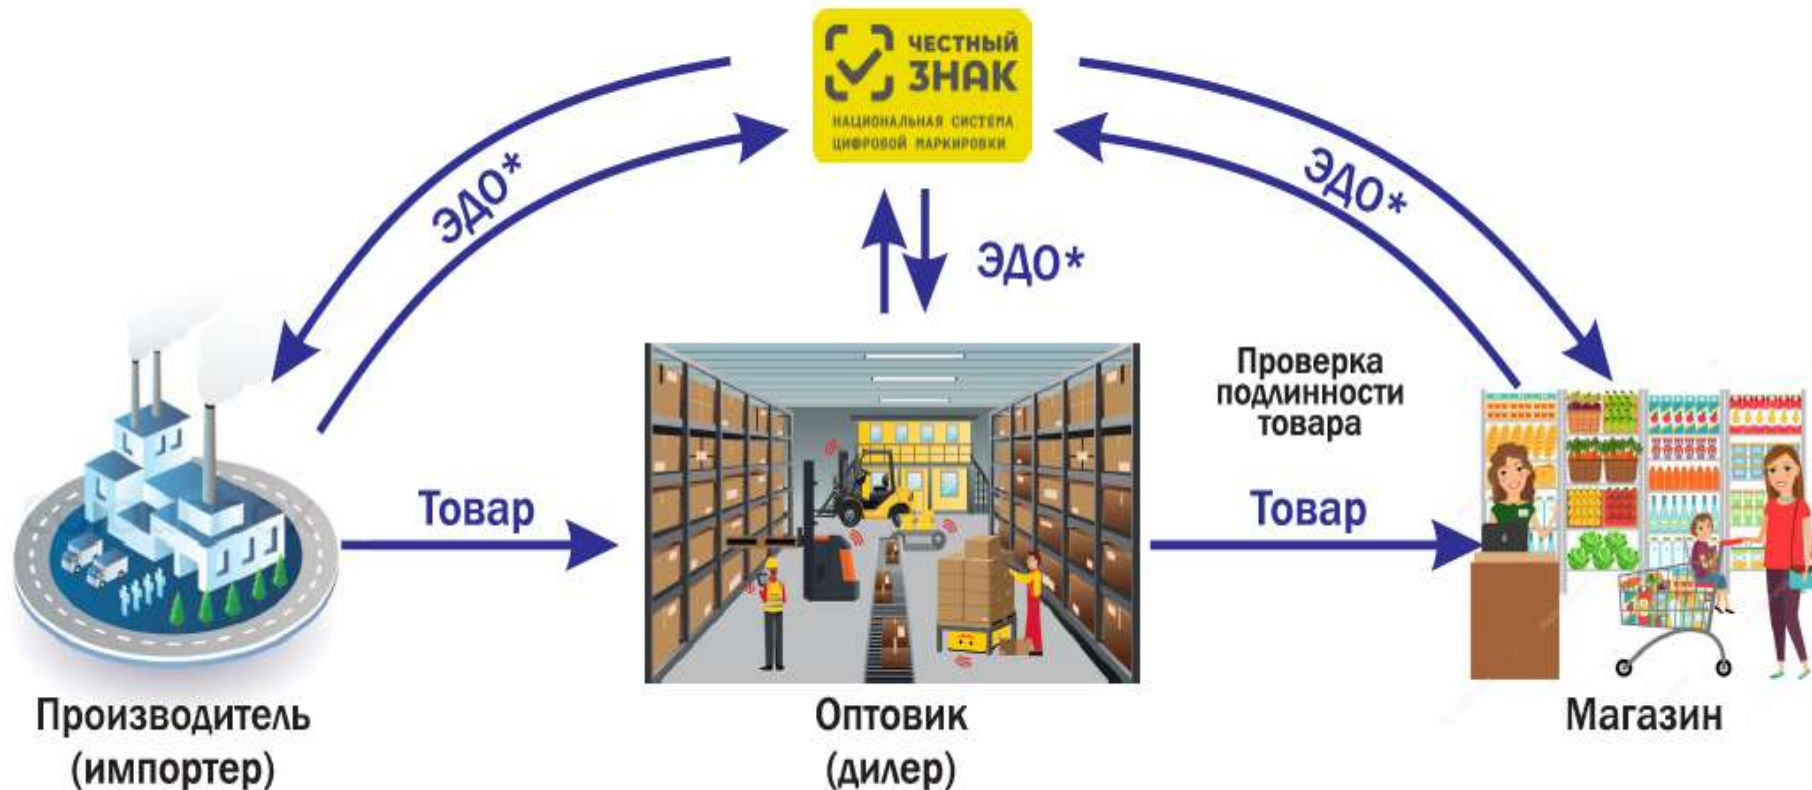 ЧЕСТНЫЙ
ЗНАК
НАЦИОНАЛЬНАЯ СИСТЕМА
ЦИФРОВОЙ МАРКИРОВКИ
ЭДО*
ЭДО*
ЭДО*
Проверка
подлинности
товара
Товар
Товар
Производитель
(импортер)
Оптовик
(дилер)
Магазин